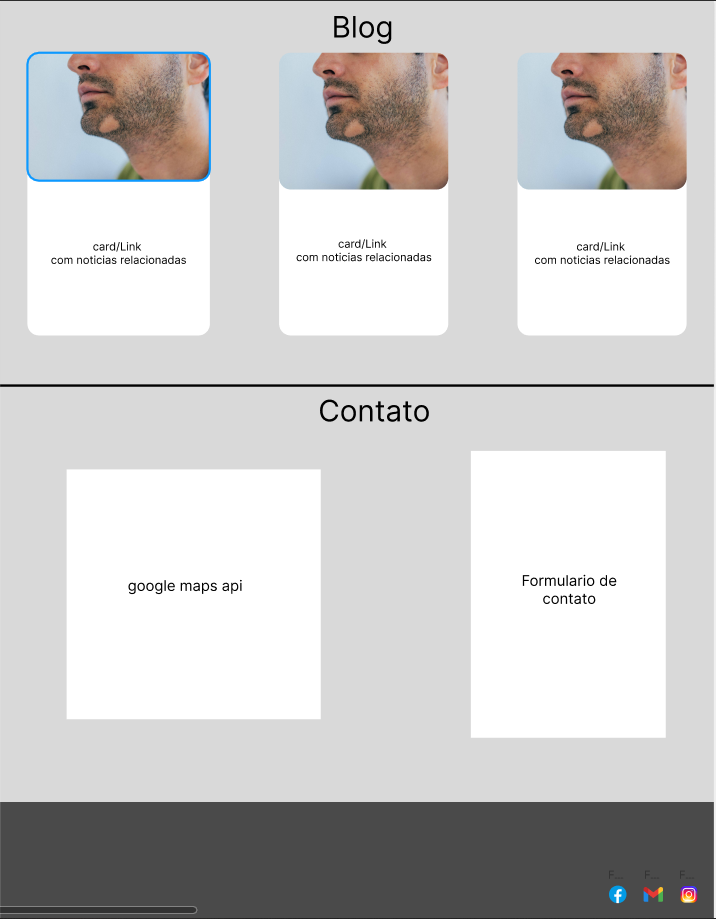 Blog
card/Link
com noticias relacionadas
card/Link
com noticias relacionadas
card/Link
com noticias relacionadas
Contato
google maps api
Formulario de
contato
F... F... F...